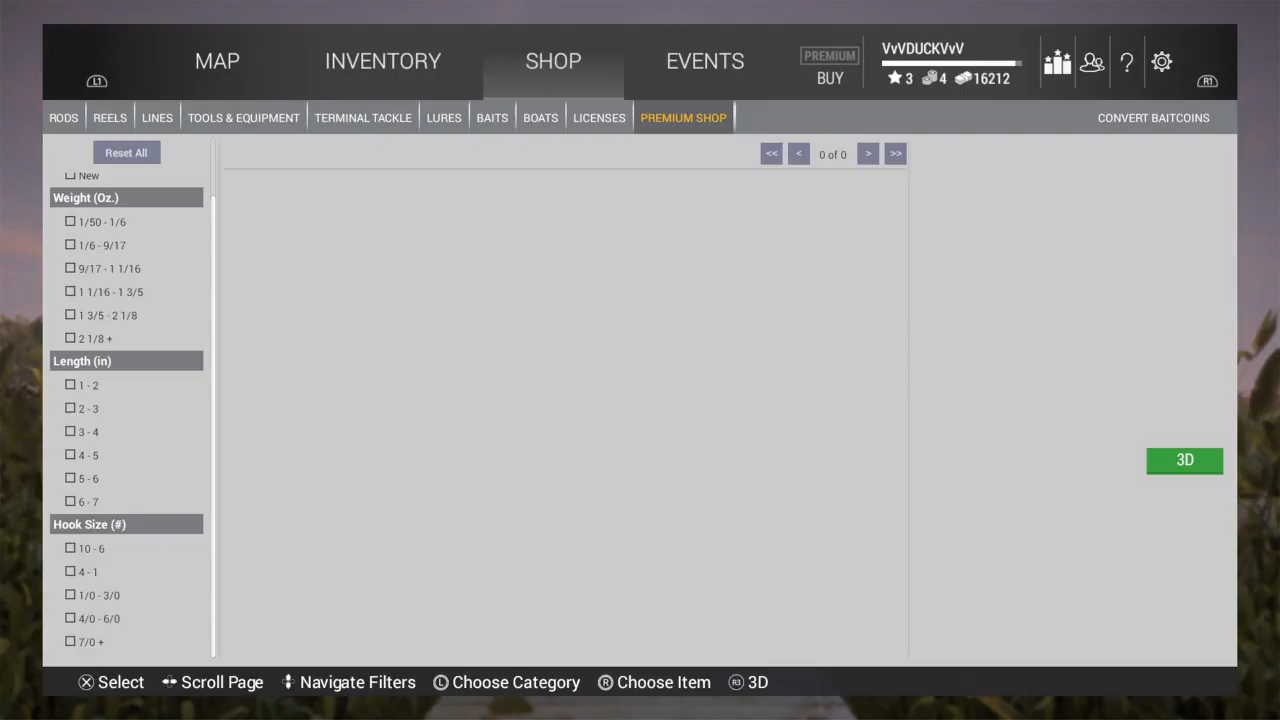 MAP
INVENTORY
SHOP
EVENTS
PREMIUM
BUY
VvVDUCKVvV
3
4
16212
?
L1
R1
RODS
REELS
LINES
TOOLS & EQUIPMENT
TERMINAL TACKLE
LURES
BAITS
BOATS
LICENSES
PREMIUM SHOP
CONVERT BAITCOINS
Reset All
<<
<
0 of 0
>
>>
New
Weight (Oz.)
1/50 - 1/6
1/6 - 9/17
9/17 - 1 1/16
1 1/16 - 1 3/5
1 3/5 - 2 1/8
2 1/8 +
Length (in)
1 - 2
2 - 3
3 - 4
4 - 5
5 - 6
6 - 7
Hook Size (#)
10 - 6
4 - 1
1/0 - 3/0
4/0 - 6/0
7/0 +
3D
Select
Scroll Page
Navigate Filters
L Choose Category
R Choose Item
R3 3D